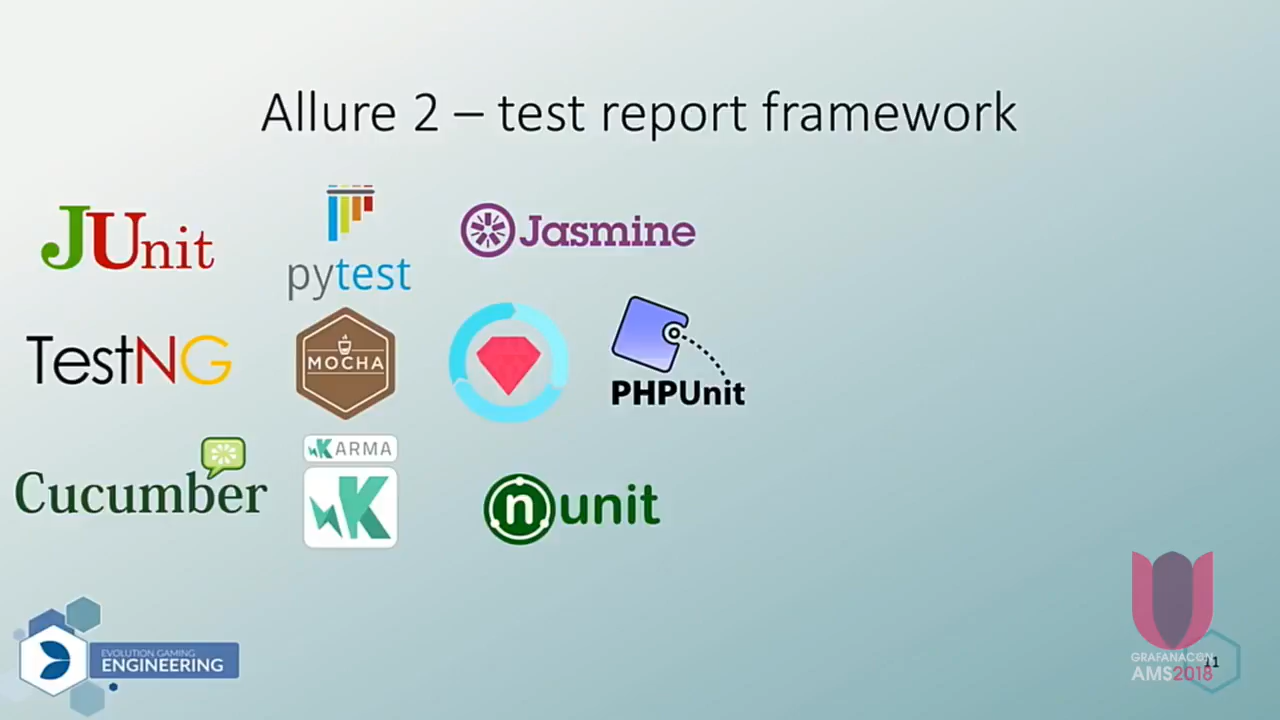 Allure 2 – test report framework
JUnit
pytest
Jasmine
TestNG
MOCHA
PHPUnit
Cucumber
KARMA
K
nunit
EVOLUTION GAMING
ENGINEERING
GRAFANACON
AMS2018
11